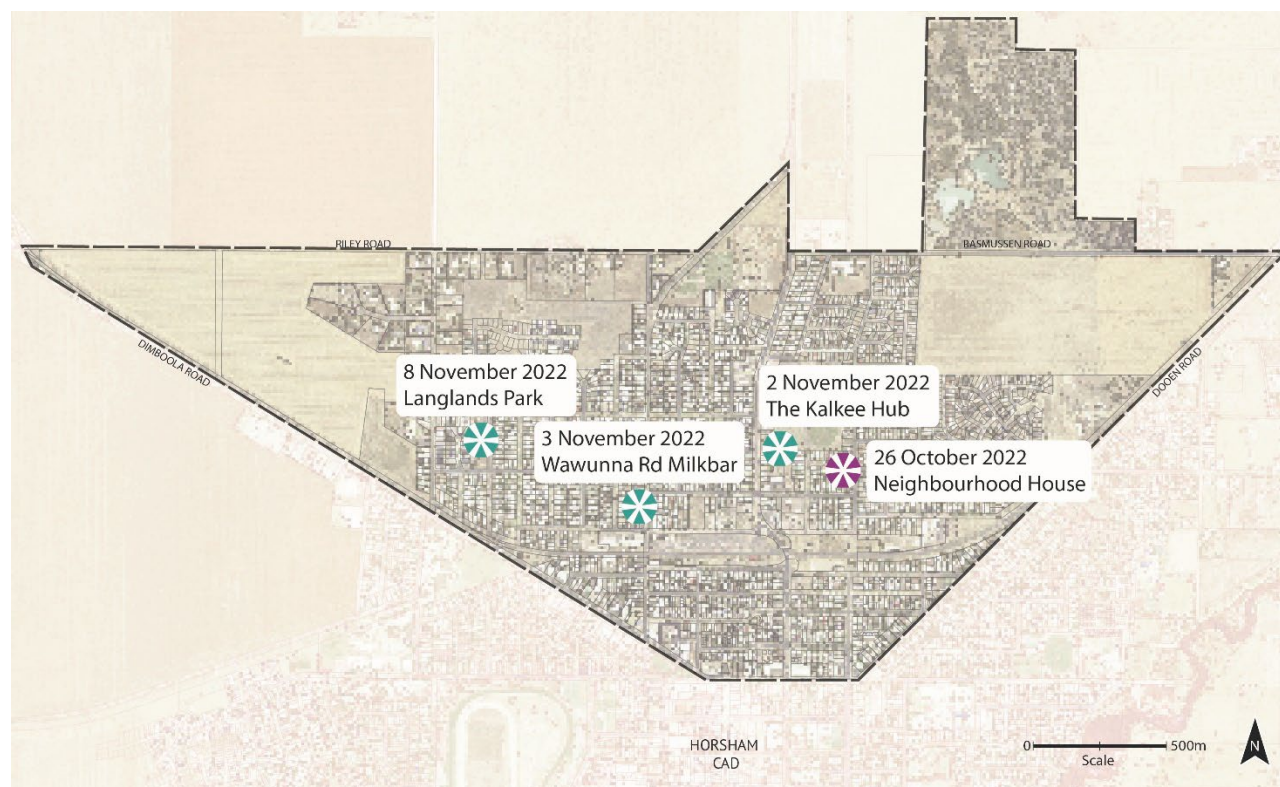 RILEY ROAD
RASMUSSEN ROAD
DIMBOOLA ROAD
DOOEN ROAD
8 November 2022
Langlands Park
2 November 2022
The Kalkee Hub
3 November 2022
Wawunna Rd Milkbar
26 October 2022
Neighbourhood House
HORSHAM
CAD
0
500m
Scale
N